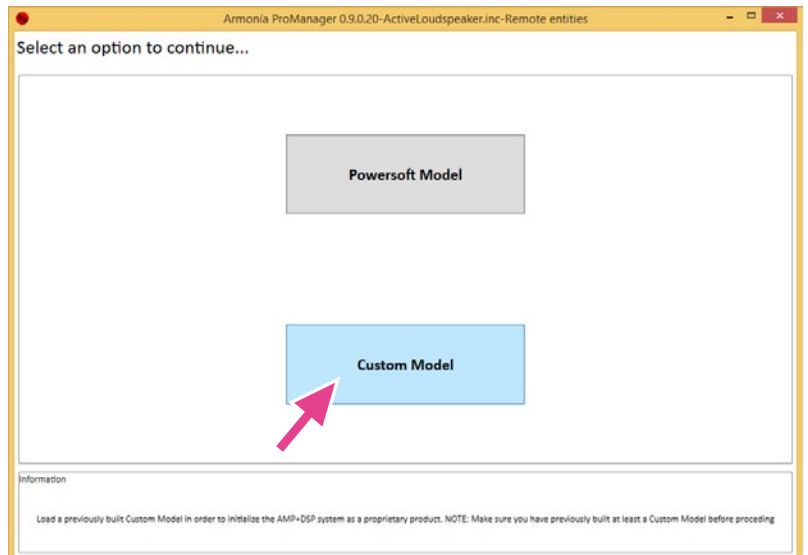 Armonía ProManager 0.9.0.20-ActiveLoudspeaker.inc-Remote entities
Select an option to continue...
Powersoft Model
Custom Model
Information
Load a previously built Custom Model in order to initialize the AMP+DSP system as a proprietary product. NOTE: Make sure you have previously built at least a Custom Model before proceding